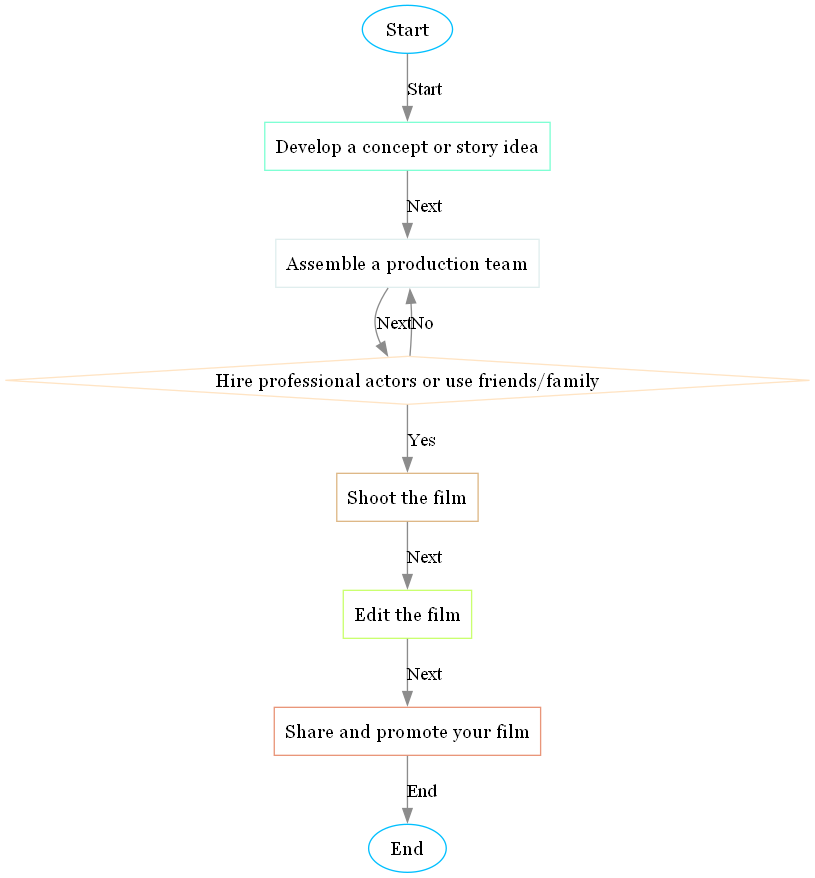 Start
Start
Develop a concept or story idea
Next
Assemble a production team
Next
No
Hire professional actors or use friends/family
Yes
Shoot the film
Next
Edit the film
Next
Share and promote your film
End
End